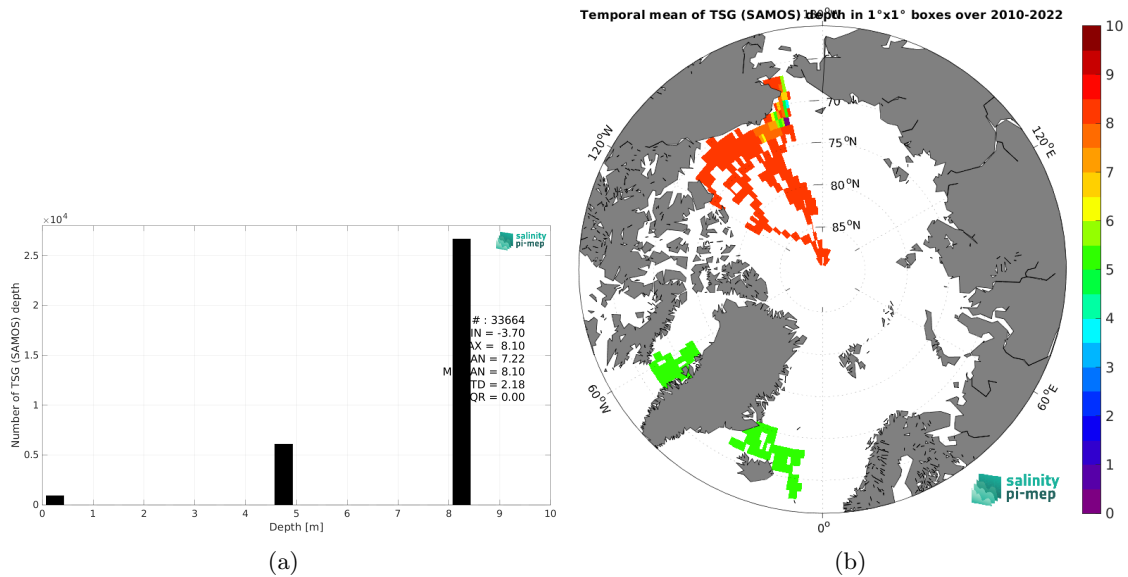 ×10⁴
2.5
2
1.5
1
0.5
0
0 1 2 3 4 5 6 7 8 9 10
Number of TSG (SAMOS) depth
Depth [m]
salinity
pi-mep
# : 33664
IN = -3.70
AX = 8.10
AN = 7.22
M AN = 8.10
TD = 2.18
QR = 0.00
(a)
Temporal mean of TSG (SAMOS) depth in 1°x1° boxes over 2010-2022
180°W
120°W
120°E
60°W
60°E
0°
70°N
75°N
80°N
85°N
10
9
8
7
6
5
4
3
2
1
0
salinity
pi-mep
(b)